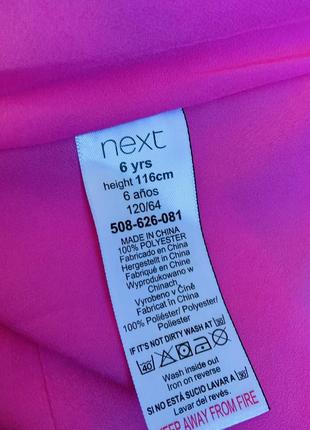 next
6 yrs
height 116cm
6 años
120/64
508-626-081
MADE IN CHINA
100% POLYESTER
Fabricado en China
Hergestellt in China
Fabriqué en Chine
Wyprodukowano w
Chinach
Vyrobeno v Číně
Fabricat în China
100% Poliéster/ Polyester/
Poliester
IF IT'S NOT DIRTY WASH AT 30
40
Wash inside out
Iron on reverse
SI NO ESTÁ SUCIO LAVAR A 30
Lavar del revés.
KEEP AWAY FROM FIRE